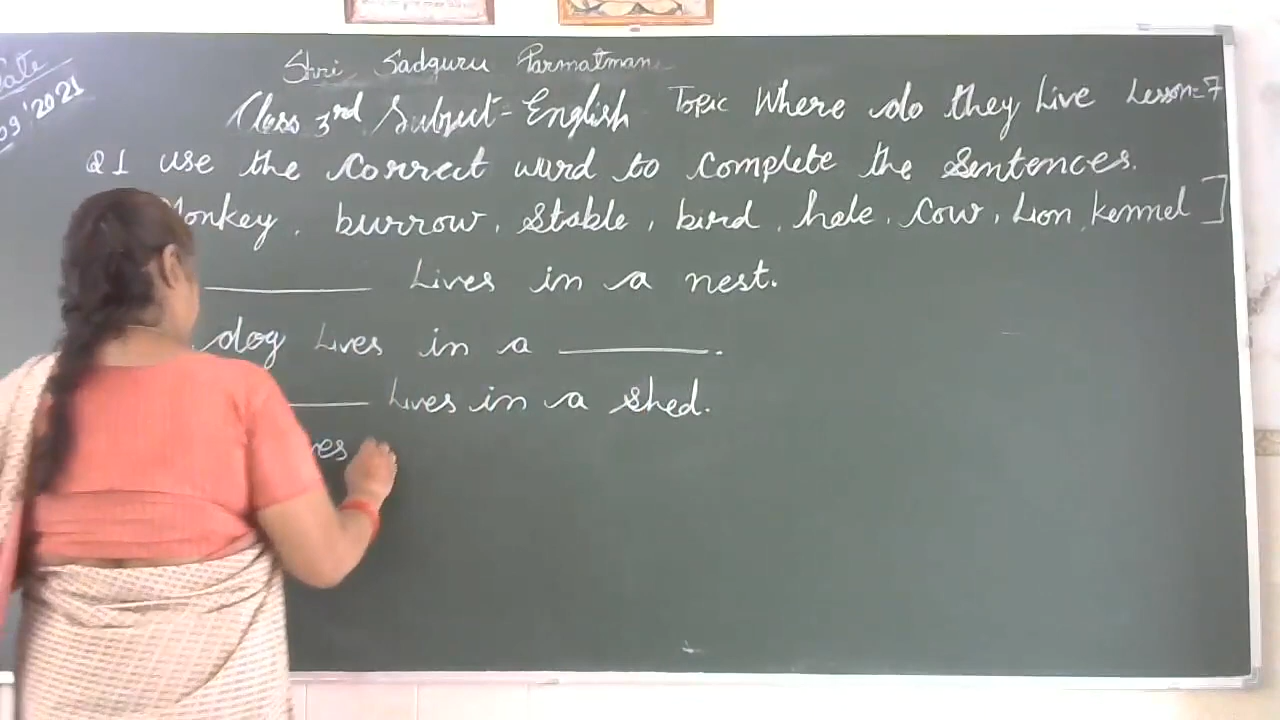 Date
09'2021
Shri Sadguru Parmatman
Class 3rd Subject - English Topic Where do they Live Lesson-7
Q1 use the correct word to complete the sentences.
Monkey, burrow, Stable, bird, hole, Cow, Lion, kennel ]
________ Lives in a nest.
dog Lives in a ________.
________ Lives in a shed.